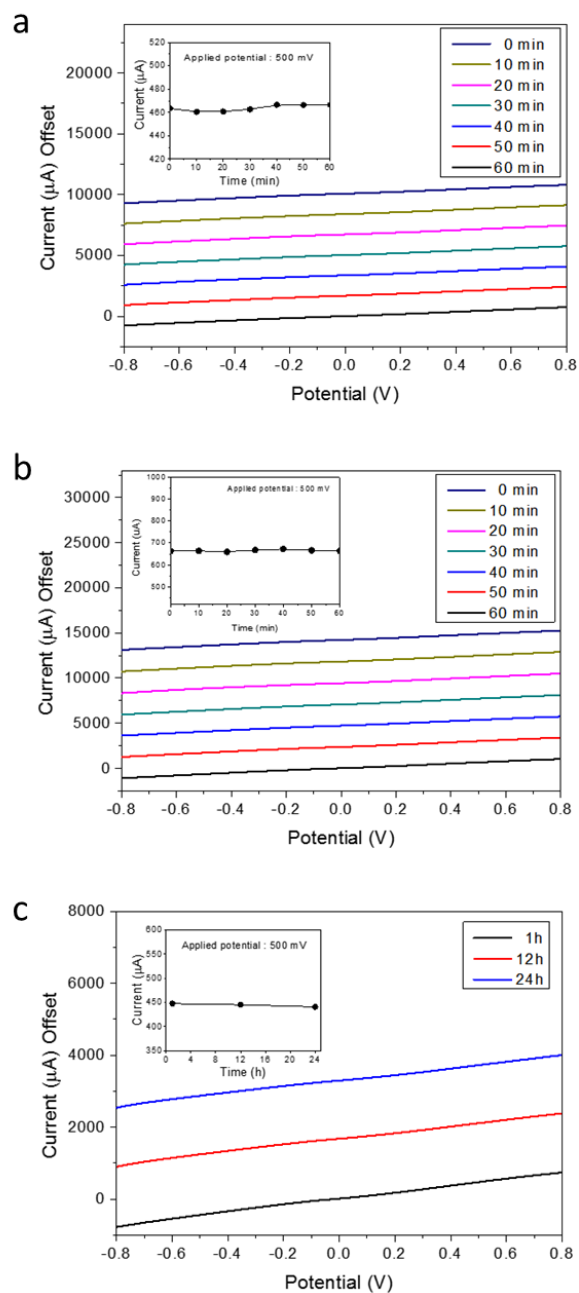 a
Current (µA) Offset
20000
15000
10000
5000
0
-0.8 -0.6 -0.4 -0.2 0.0 0.2 0.4 0.6 0.8
Potential (V)
Applied potential : 500 mV
Current (µA)
520
500
480
460
440
420
0 10 20 30 40 50 60
Time (min)
0 min
10 min
20 min
30 min
40 min
50 min
60 min
b
Current (µA) Offset
30000
25000
20000
15000
10000
5000
0
-0.8 -0.6 -0.4 -0.2 0.0 0.2 0.4 0.6 0.8
Potential (V)
Applied potential : 500 mV
Current (uA)
1000
900
800
700
600
500
0 10 20 30 40 50 60
Time (min)
0 min
10 min
20 min
30 min
40 min
50 min
60 min
c
Current (µA) Offset
8000
6000
4000
2000
0
-0.8 -0.6 -0.4 -0.2 0.0 0.2 0.4 0.6 0.8
Potential (V)
Applied potential : 500 mV
Current (µA)
600
550
500
450
400
350
0 4 8 12 16 20 24
Time (h)
1h
12h
24h